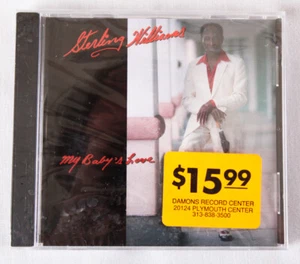 Sterling Williams
My Baby's Love
$15.99
DAMONS RECORD CENTER
20124 PLYMOUTH CENTER
313-838-3500